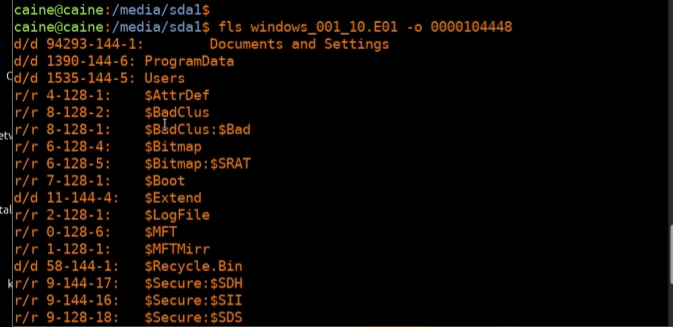 caine@caine:/media/sda1$
caine@caine:/media/sda1$ fls windows_001_10.E01 -o 0000104448
d/d 94293-144-1:        Documents and Settings
d/d 1390-144-6: ProgramData
d/d 1535-144-5: Users
r/r 4-128-1:    $AttrDef
r/r 8-128-2:    $BadClus
r/r 8-128-1:    $BadClus:$Bad
r/r 6-128-4:    $Bitmap
r/r 6-128-5:    $Bitmap:$SRAT
r/r 7-128-1:    $Boot
d/d 11-144-4:   $Extend
r/r 2-128-1:    $LogFile
r/r 0-128-6:    $MFT
r/r 1-128-1:    $MFTMirr
d/d 58-144-1:   $Recycle.Bin
r/r 9-144-17:   $Secure:$SDH
r/r 9-144-16:   $Secure:$SII
r/r 9-128-18:   $Secure:$SDS